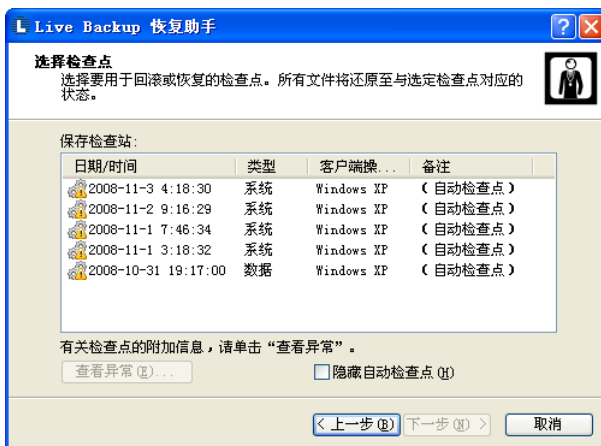 Live Backup 恢复助手
选择检查点
选择要用于回滚或恢复的检查点。所有文件将还原至与选定检查点对应的
状态。
保存检查站:
日期/时间 类型 客户端操... 备注
2008-11-3 4:18:30 系统 Windows XP (自动检查点)
2008-11-2 9:16:29 系统 Windows XP (自动检查点)
2008-11-1 7:46:34 系统 Windows XP (自动检查点)
2008-11-1 3:18:32 系统 Windows XP (自动检查点)
2008-10-31 19:17:00 数据 Windows XP (自动检查点)
有关检查点的附加信息，请单击“查看异常”。
查看异常(E)... 隐藏自动检查点(H)
< 上一步(B) 下一步(N) > 取消